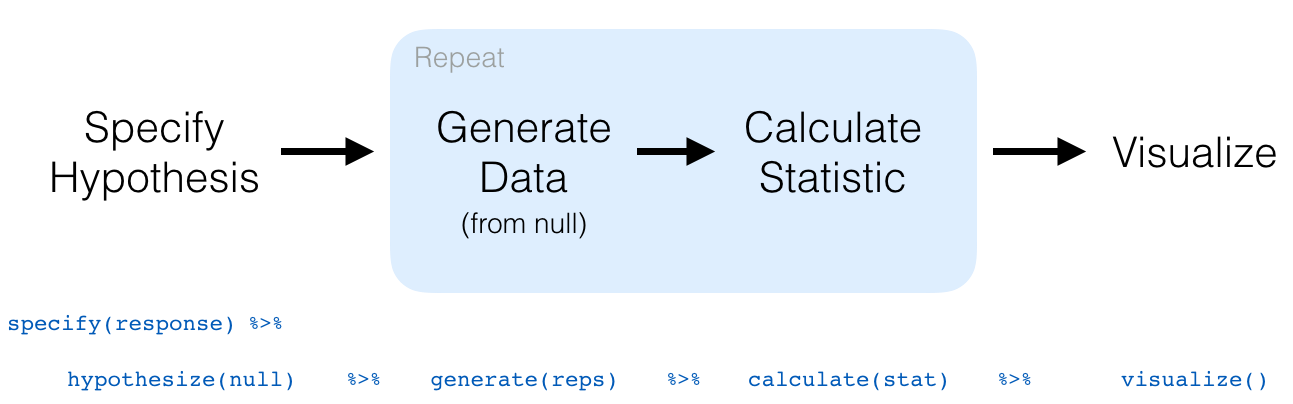 Repeat
Specify
Hypothesis
Generate
Data
(from null)
Calculate
Statistic
Visualize
specify(response) %>%
hypothesize(null) %>% generate(reps) %>% calculate(stat) %>% visualize()